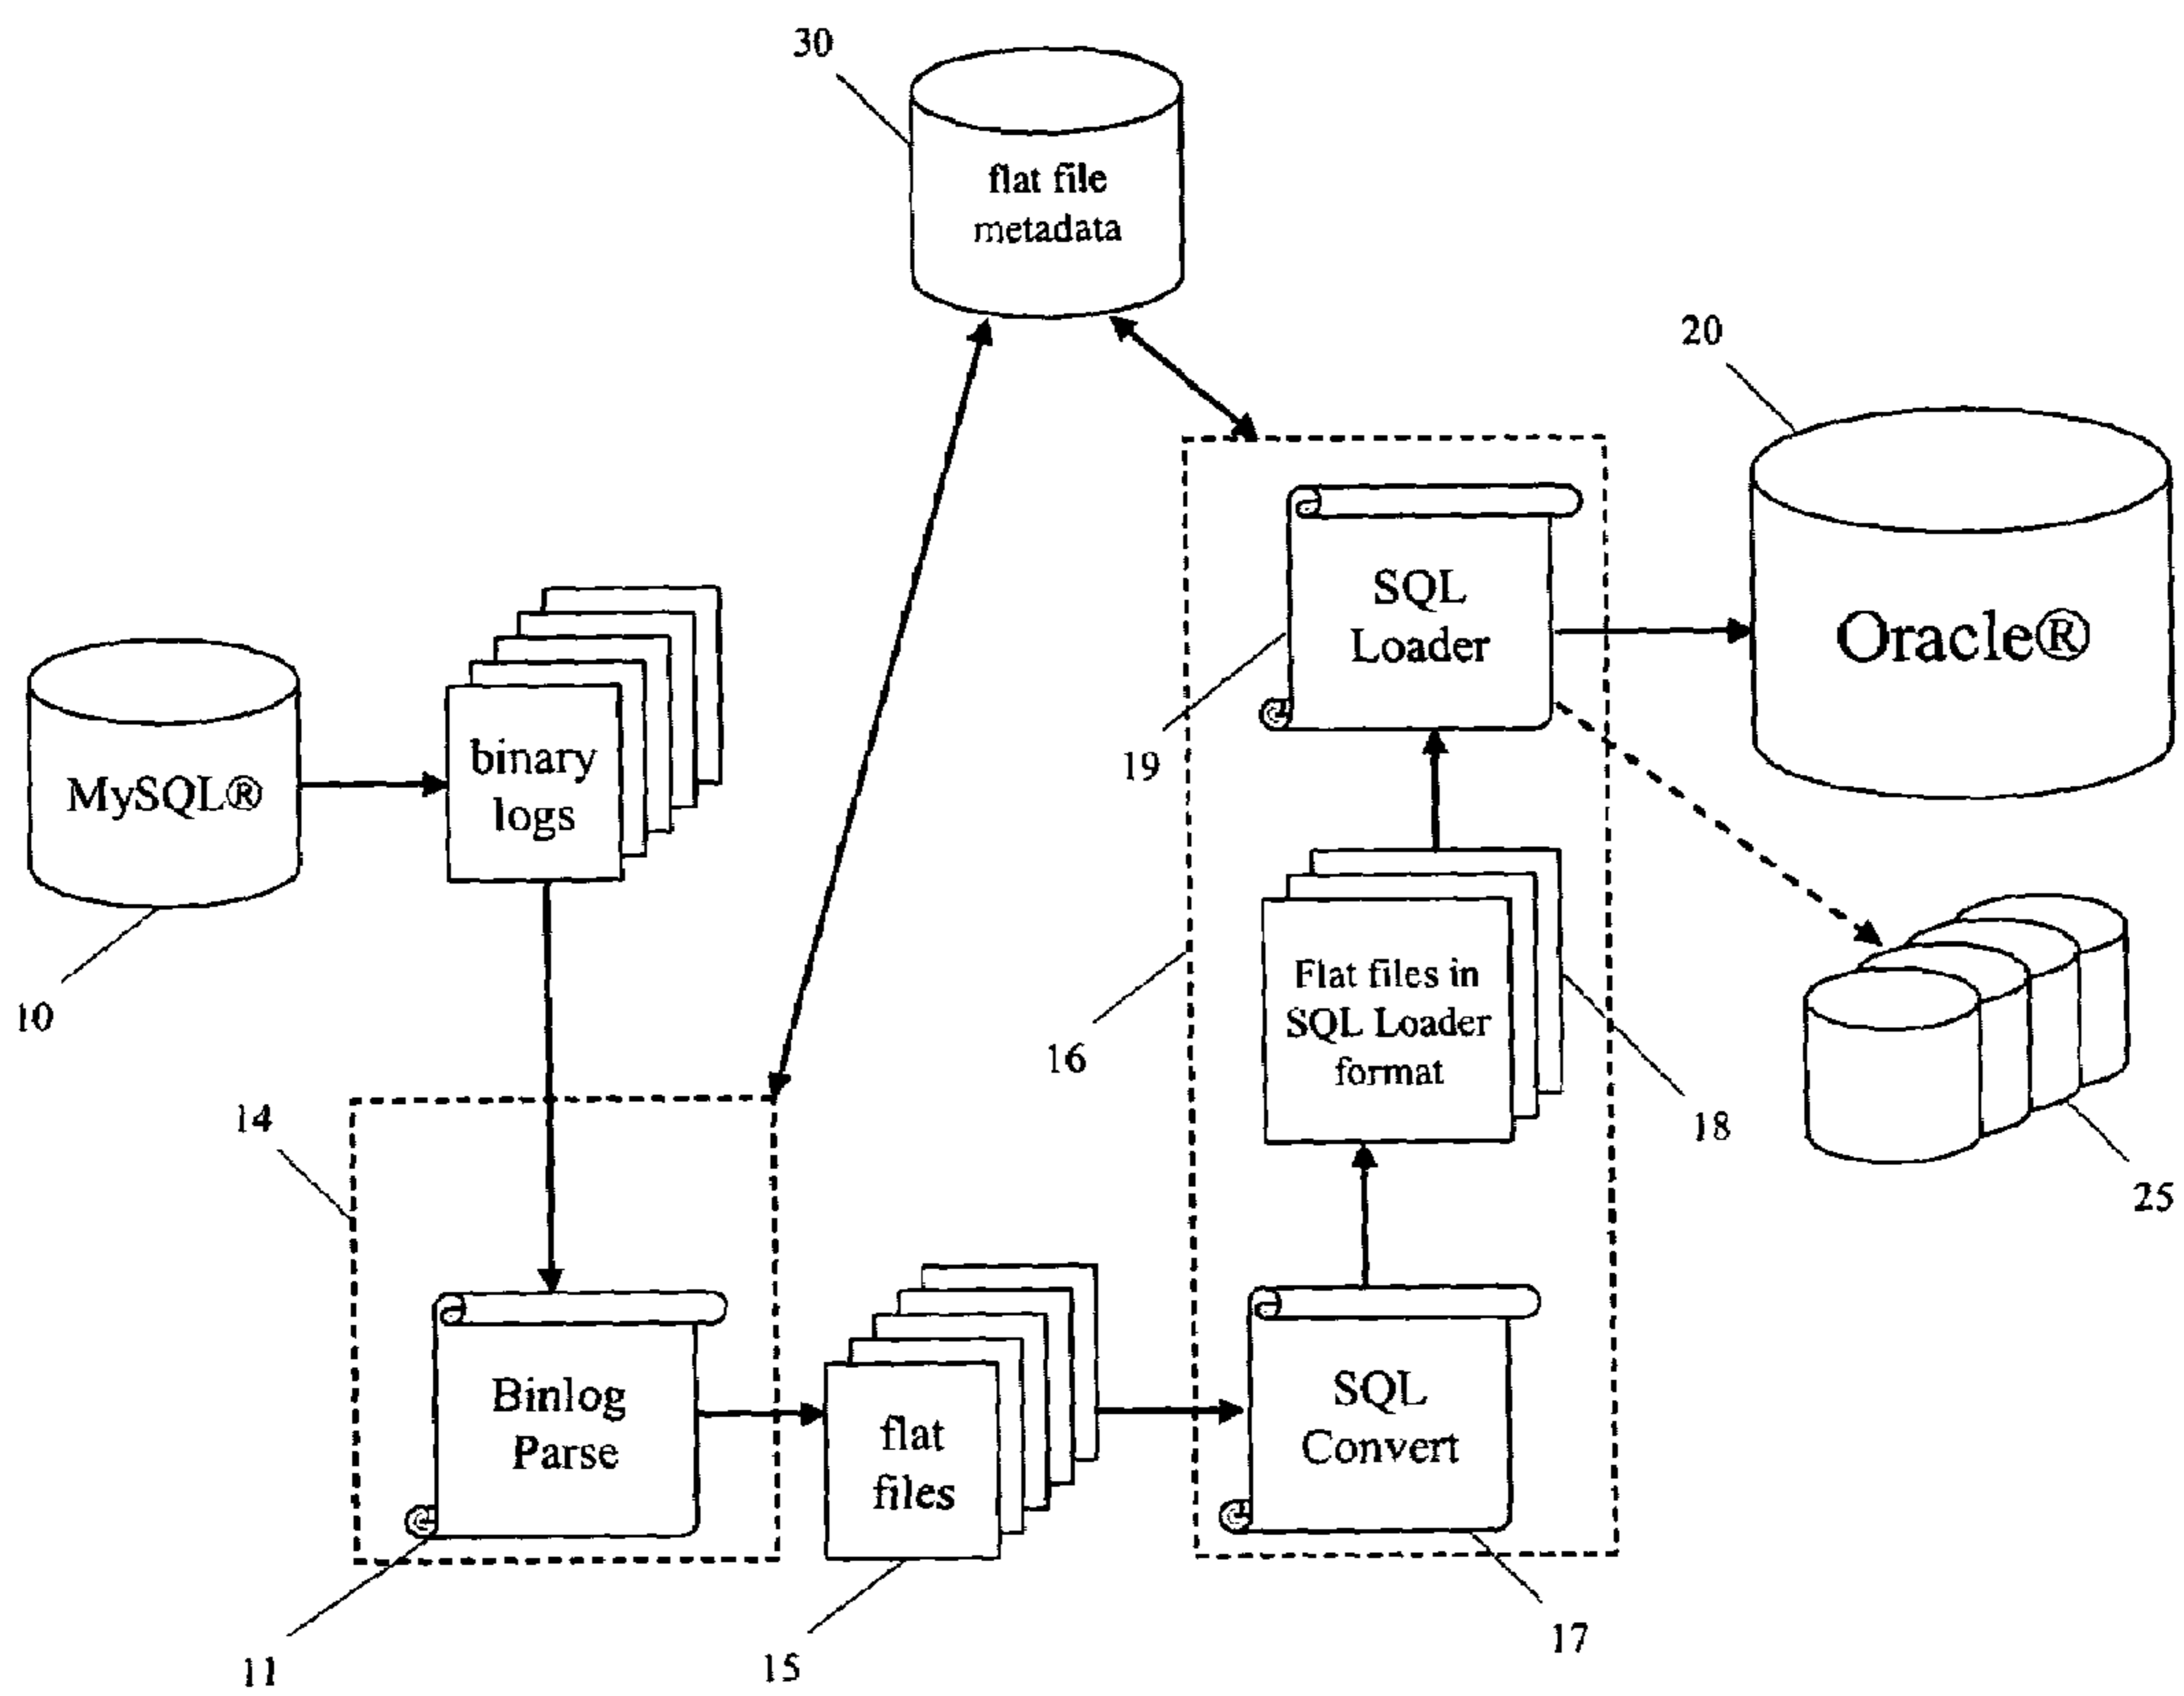 30
flat file
metadata
20
SQL
Loader
Oracle®
19
binary
logs
MySQL®
10
Flat files in
SQL Loader
format
16
18
14
25
Binlog
Parse
flat
files
SQL
Convert
11
15
17